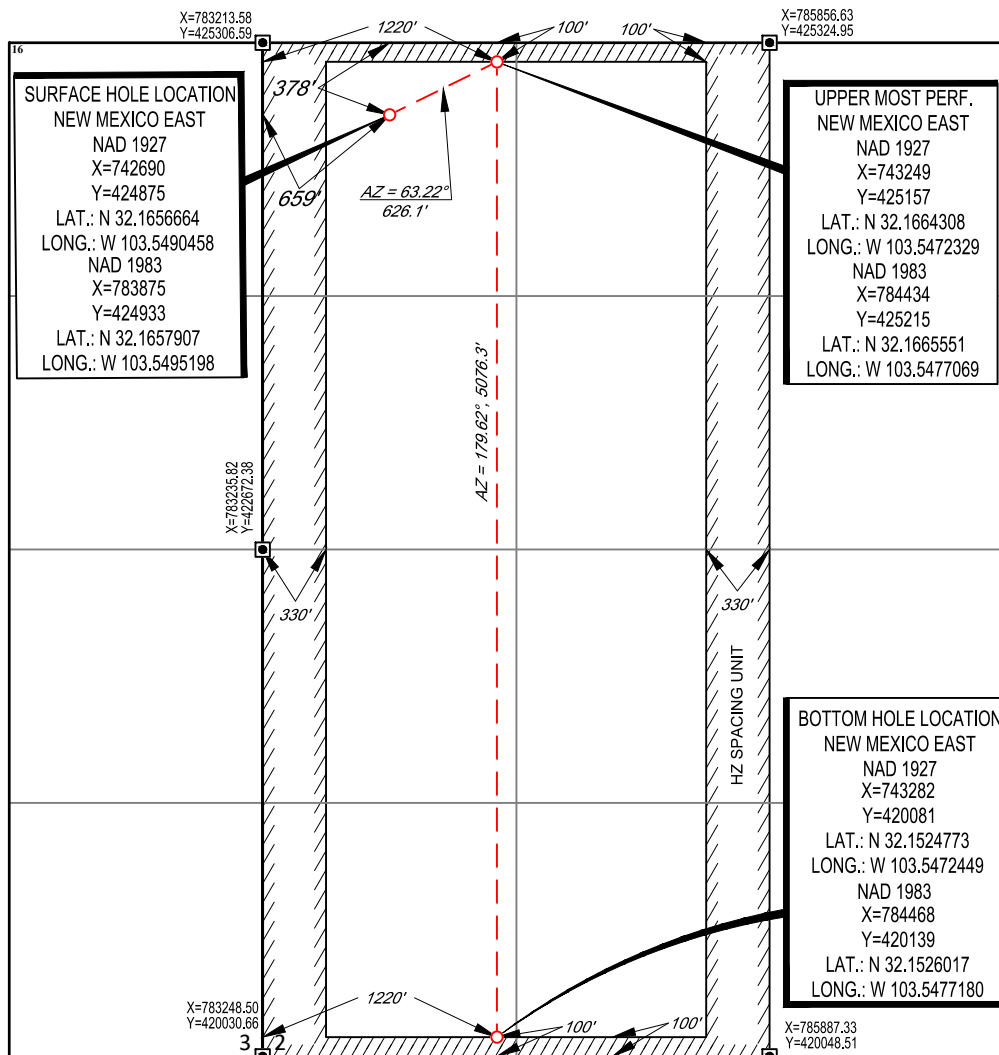 X=783213.58
Y=425306.59
1220'
100'
100'
X=785856.63
Y=425324.95
16
SURFACE HOLE LOCATION
NEW MEXICO EAST
NAD 1927
X=742690
Y=424875
LAT.: N 32.1656664
LONG.: W 103.5490458
NAD 1983
X=783875
Y=424933
LAT.: N 32.1657907
LONG.: W 103.5495198
378'
659'
AZ = 63.22°
626.1'
UPPER MOST PERF.
NEW MEXICO EAST
NAD 1927
X=743249
Y=425157
LAT.: N 32.1664308
LONG.: W 103.5472329
NAD 1983
X=784434
Y=425215
LAT.: N 32.1665551
LONG.: W 103.5477069
AZ = 179.62°, 5076.3'
X=783235.82
Y=422672.38
330'
330'
HZ SPACING UNIT
BOTTOM HOLE LOCATION
NEW MEXICO EAST
NAD 1927
X=743282
Y=420081
LAT.: N 32.1524773
LONG.: W 103.5472449
NAD 1983
X=784468
Y=420139
LAT.: N 32.1526017
LONG.: W 103.5477180
X=783248.50
Y=420030.66
1220'
100'
100'
3 2
X=785887.33
Y=420048.51